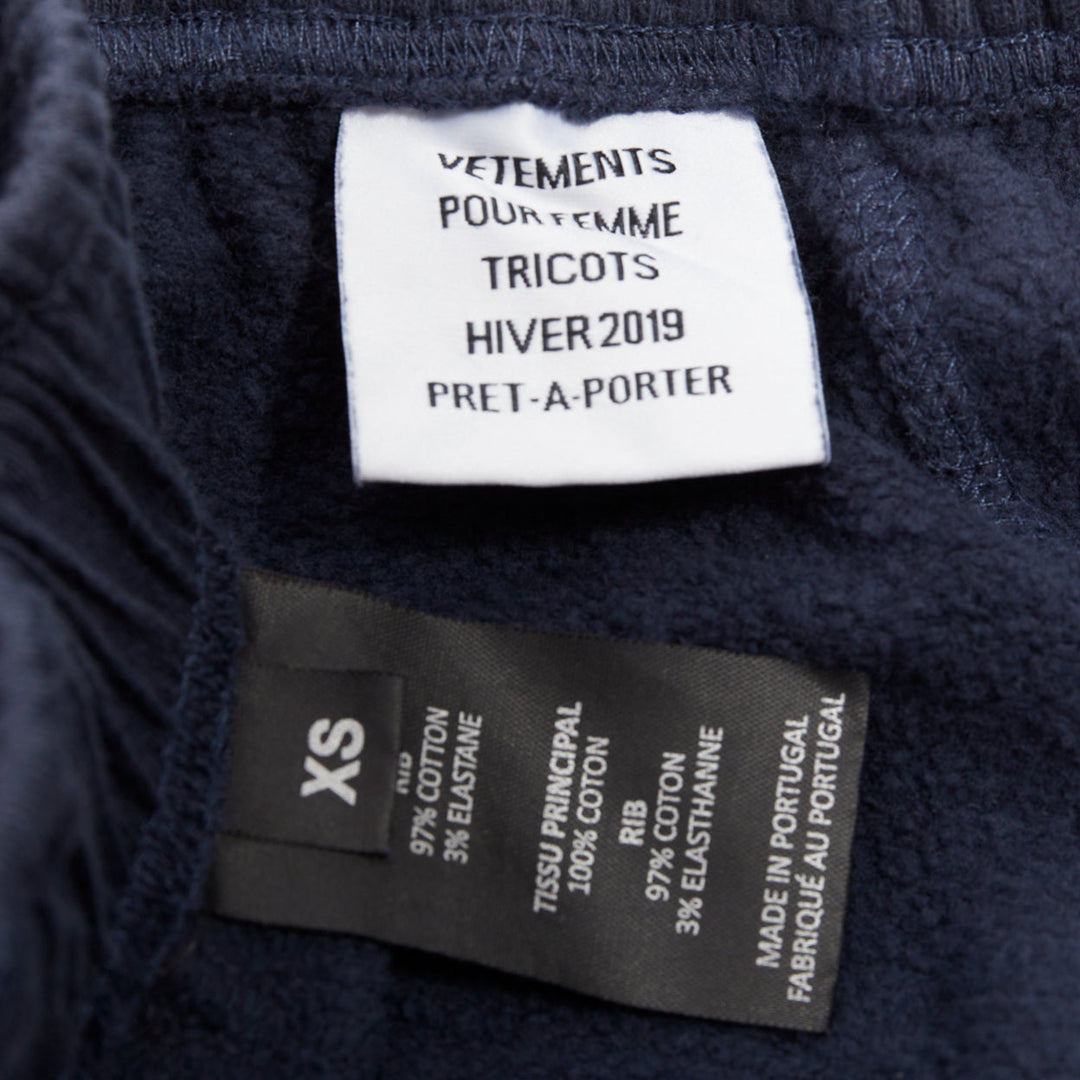 VETEMENTS
POUR FEMME
TRICOTS
HIVER 2019
PRET-A-PORTER
XS
RIB
97% COTTON
3% ELASTANE
TISSU PRINCIPAL
100% COTON
RIB
97% COTON
3% ELASTHANNE
MADE IN PORTUGAL
FABRIQUÉ AU PORTUGAL